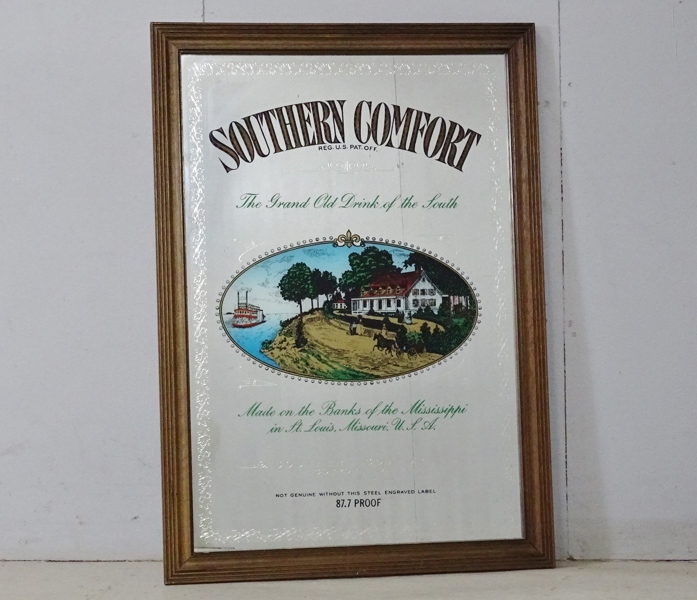 SOUTHERN COMFORT
REG. U.S. PAT. OFF.
The Grand Old Drink of the South
Made on the Banks of the Mississippi
in St. Louis, Missouri, U.S.A.
NOT GENUINE WITHOUT THIS STEEL ENGRAVED LABEL
87.7 PROOF